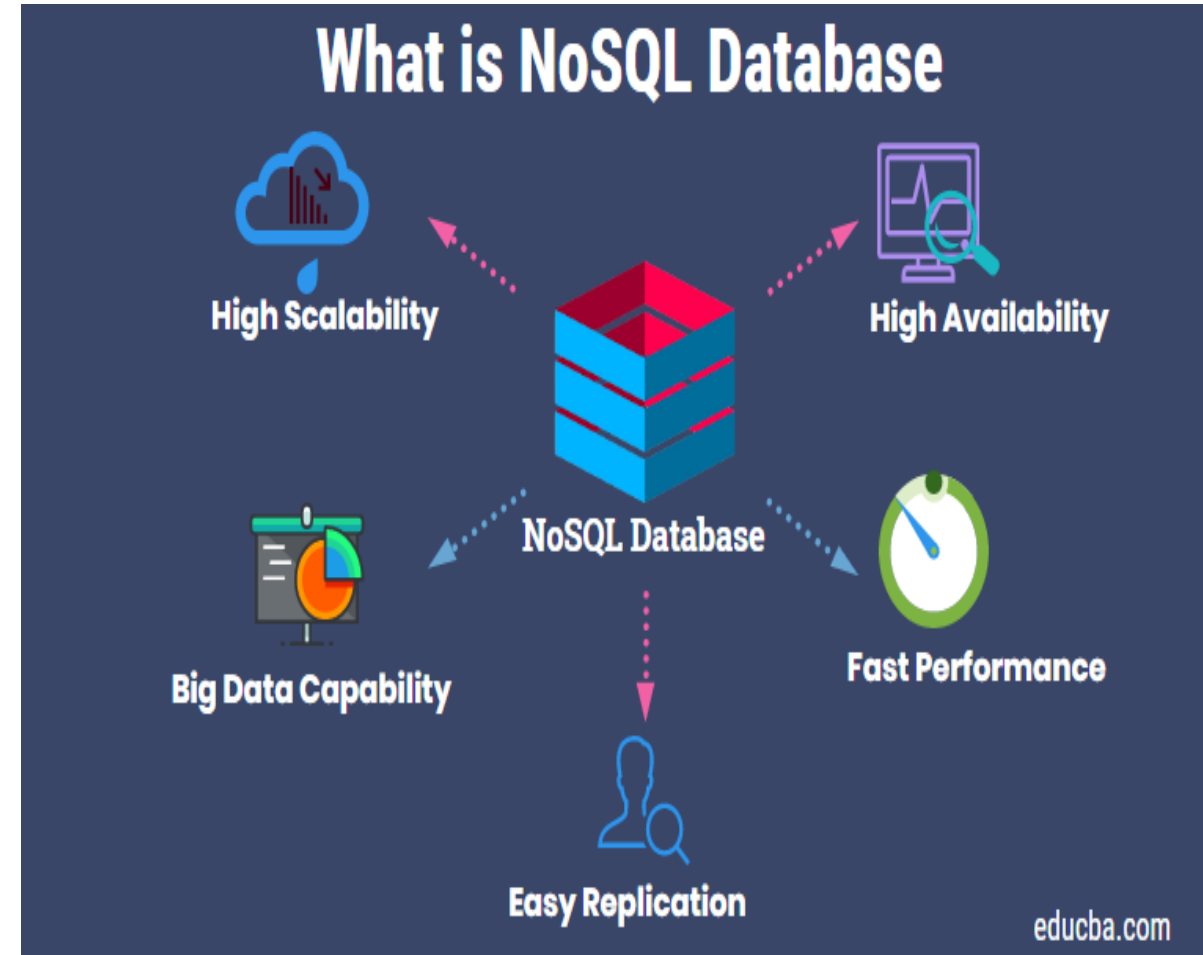 What is NoSQL Database
High Scalability
High Availability
NoSQL Database
Big Data Capability
Fast Performance
Easy Replication
educba.com